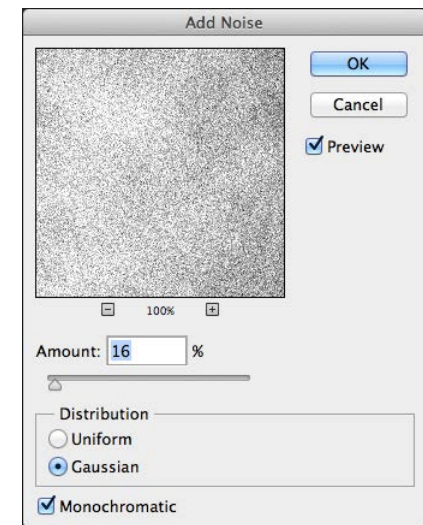 Add Noise
OK
Cancel
Preview
100%
Amount: 16 %
Distribution
Uniform
Gaussian
Monochromatic